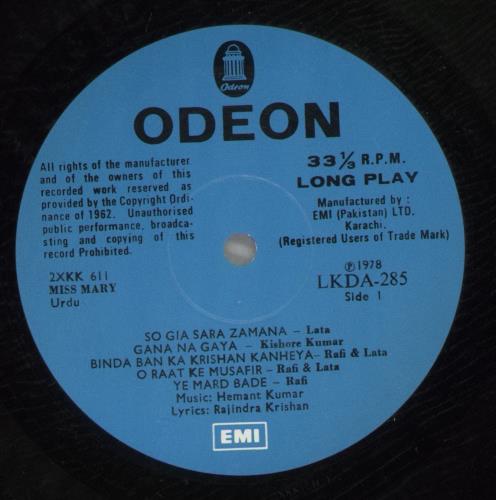 Odeon
ODEON
All rights of the manufacturer
and of the owners of this
recorded work reserved as
provided by the Copyright Ordi-
nance of 1962. Unauthorised
public performance, broadca-
sting and copying of this
record Prohibited.
33 1/3 R.P.M.
LONG PLAY
Manufactured by :
EMI (Pakistan) LTD.
Karachi.
(Registered Users of Trade Mark)
2XKK 611
MISS MARY
Urdu
Ⓟ1978
LKDA-285
Side 1
SO GIA SARA ZAMANA – Lata
GANA NA GAYA – Kishore Kumar
BINDA BAN KA KRISHAN KANHEYA– Rafi & Lata
O RAAT KE MUSAFIR – Rafi & Lata
YE MARD BADE – Rafi
Music: Hemant Kumar
Lyrics: Rajindra Krishan
EMI